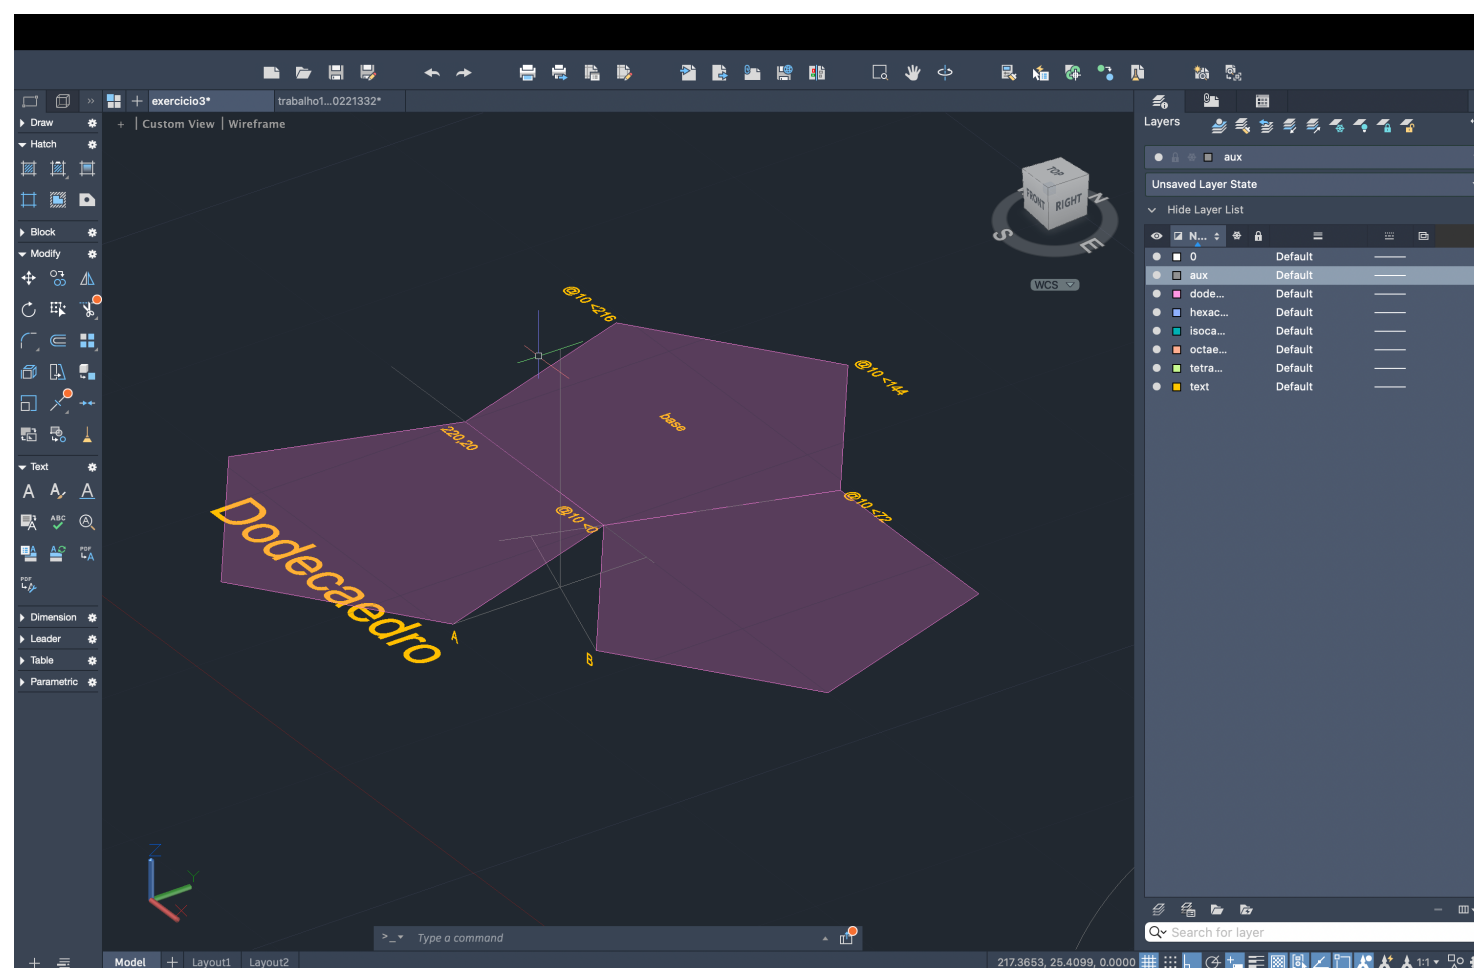 exercicio3*
trabalho1...0221332*
Draw
Hatch
Block
Modify
Text
Dimension
Leader
Table
Parametric
+ | Custom View | Wireframe
TOP
FRONT
RIGHT
N
S
E
WCS
@10<216
@10<144
base
220,20
@10<0
@10<72
Dodecaedro
A
B
Z
Y
X
>_ Type a command
Model
Layout1
Layout2
217.3653, 25.4099, 0.0000
1:1
Layers
aux
Unsaved Layer State
Hide Layer List
N...
0 Default
aux Default
dode... Default
hexac... Default
isoca... Default
octae... Default
tetra... Default
text Default
Search for layer